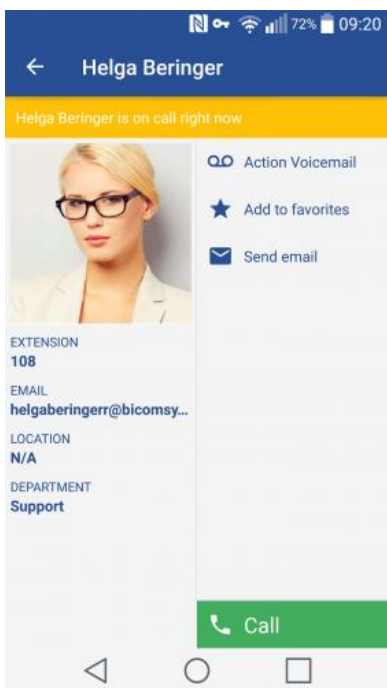 72% 09:20
Helga Beringer
Helga Beringer is on call right now
Action Voicemail
Add to favorites
Send email
EXTENSION
108
EMAIL
helgaberingerr@bicomsy...
LOCATION
N/A
DEPARTMENT
Support
Call